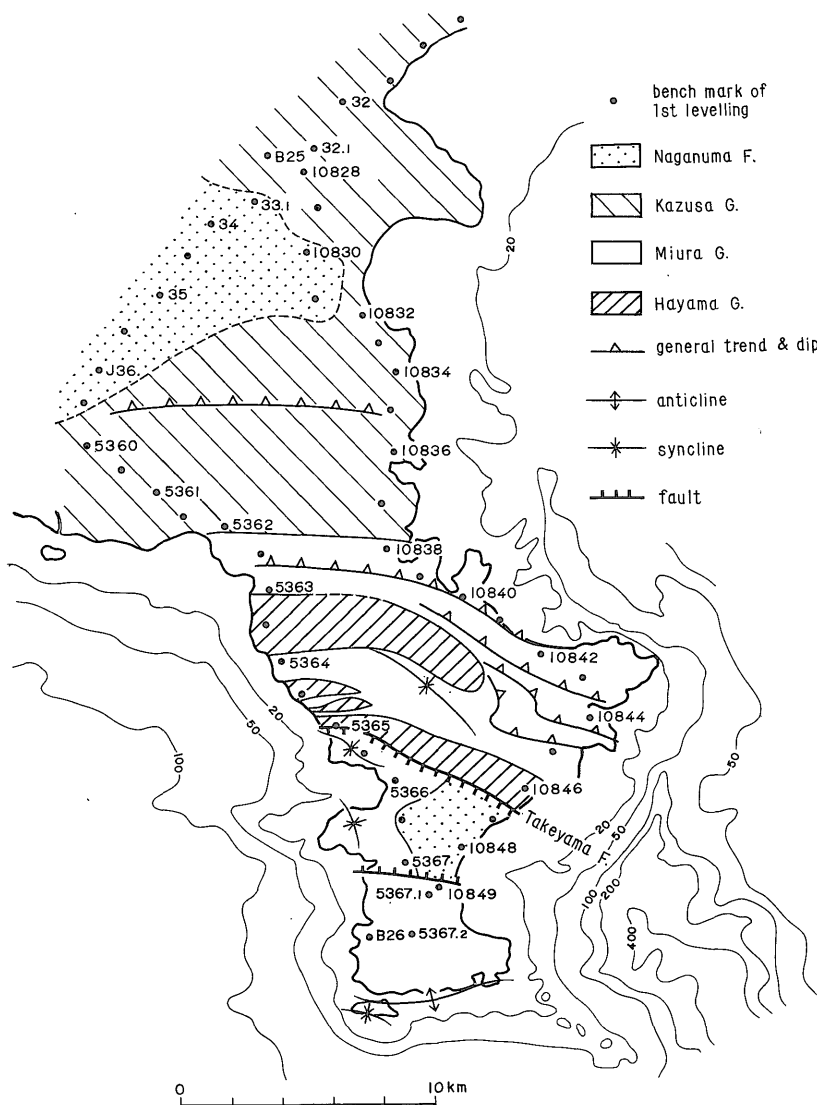 32
32.1
B25
10828
33.1
34
10830
35
10832
J36.
10834
5360
10836
5361
5362
10838
5363
10840
5364
10842
10844
5365
5366
10846
Takeyama F.
10848
5367.
5367.1
10849
B26
5367.2
20
20
50
100
50
20
50
100
200
400
bench mark of
1st levelling
Naganuma F.
Kazusa G.
Miura G.
Hayama G.
general trend & dip
anticline
syncline
fault
0
10 km